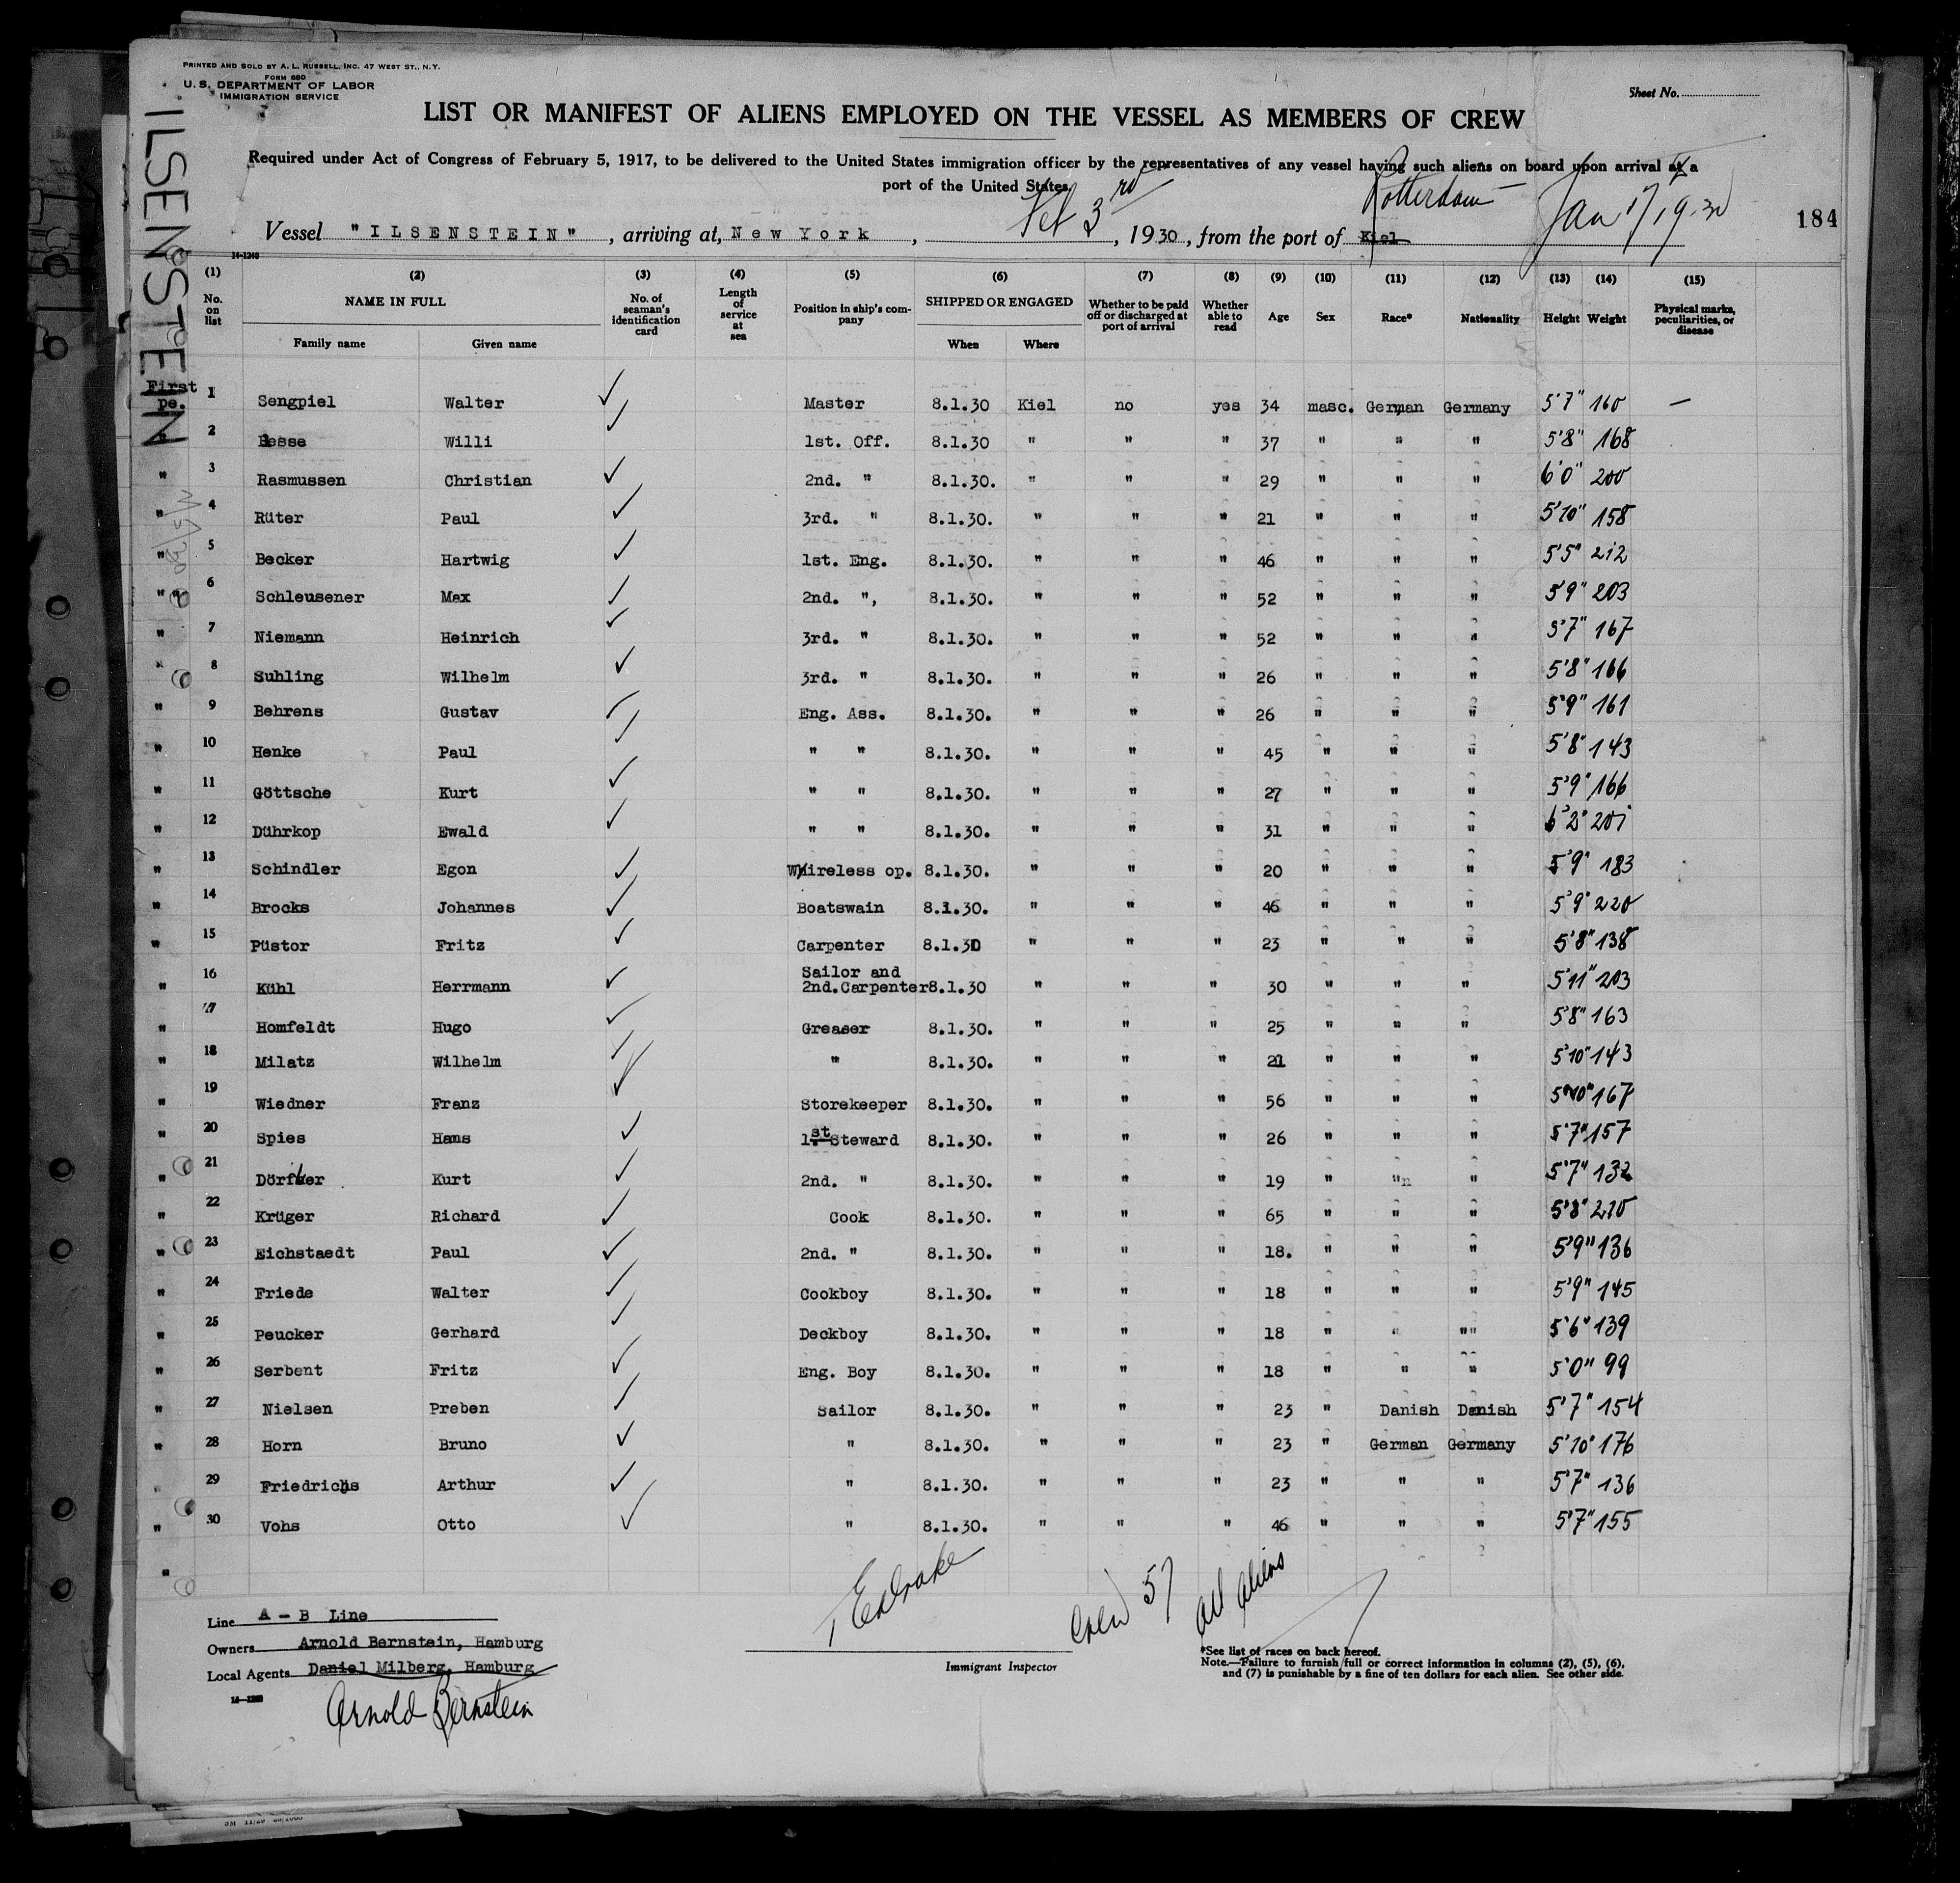 PRINTED AND SOLD BY A. L. RUSSELL, INC. 47 WEST ST., N.Y.
FORM 680
U. S. DEPARTMENT OF LABOR
IMMIGRATION SERVICE
Sheet No.
ILSENSTEIN
LIST OR MANIFEST OF ALIENS EMPLOYED ON THE VESSEL AS MEMBERS OF CREW
Required under Act of Congress of February 5, 1917, to be delivered to the United States immigration officer by the representatives of any vessel having such aliens on board upon arrival at a
port of the United States.
Vessel "ILSENSTEIN", arriving at, New York, Feb 3rd, 1930, from the port of Kiel Rotterdam Jan 17 1930
184
14-1240
(1) (2) (3) (4) (5) (6) (7) (8) (9) (10) (11) (12) (13) (14) (15)
No. on list NAME IN FULL No. of seaman's identification card Length of service at sea Position in ship's company SHIPPED OR ENGAGED Whether to be paid off or discharged at port of arrival Whether able to read Age Sex Race* Nationality Height Weight Physical marks, peculiarities, or disease
Family name Given name When Where
First pe. 1 Sengpiel Walter ✓ Master 8.1.30 Kiel no yes 34 masc. German Germany 5'7" 160 —
" 2 Hesse Willi ✓ 1st. Off. 8.1.30 " " " 37 " " " 5'8" 168
" 3 Rasmussen Christian ✓ 2nd. " 8.1.30. " " " 29 " " " 6'0" 200
" 4 Rüter Paul ✓ 3rd. " 8.1.30. " " " 21 " " " 5'10" 158
" 5 Becker Hartwig ✓ 1st. Eng. 8.1.30. " " " 46 " " " 5'5" 212
" 6 Schleusener Max ✓ 2nd. ", 8.1.30. " " " 52 " " " 5'9" 203
" 7 Niemann Heinrich ✓ 3rd. " 8.1.30. " " " 52 " " " 5'7" 167
" 8 Suhling Wilhelm ✓ 3rd. " 8.1.30. " " " 26 " " " 5'8" 166
" 9 Behrens Gustav ✓ Eng. Ass. 8.1.30. " " " 26 " " " 5'9" 161
" 10 Henke Paul ✓ " " 8.1.30. " " " 45 " " " 5'8" 143
" 11 Göttsche Kurt ✓ " " 8.1.30. " " " 27 " " " 5'9" 166
" 12 Dührkop Ewald ✓ " " 8.1.30. " " " 31 " " " 6'2" 201
" 13 Schindler Egon ✓ Wireless op. 8.1.30. " " " 20 " " " 5'9" 183
" 14 Brocks Johannes ✓ Boatswain 8.1.30. " " " 46 " " " 5'9" 220
" 15 Püstor Fritz ✓ Carpenter 8.1.30 " " " 23 " " " 5'8" 138
" 16 Kühl Herrmann ✓ Sailor and 2nd.Carpenter 8.1.30 " " " 30 " " " 5'11" 203
" 17 Homfeldt Hugo ✓ Greaser 8.1.30. " " " 25 " " " 5'8" 163
" 18 Milatz Wilhelm ✓ " 8.1.30. " " " 21 " " " 5'10" 143
" 19 Wiedner Franz ✓ Storekeeper 8.1.30. " " " 56 " " " 5'10" 167
" 20 Spies Hans ✓ 1st Steward 8.1.30. " " " 26 " " " 5'7" 157
" 21 Kurt ✓ 2nd. " 8.1.30. " " " 19 " " " 5'7" 132
" 22 Krüger Richard ✓ Cook 8.1.30. " " " 65 " " " 5'8" 210
" 23 Eichstaedt Paul ✓ 2nd. " 8.1.30. " " " 18. " " " 5'9" 136
" 24 Friede Walter ✓ Cookboy 8.1.30. " " " 18 " " " 5'9" 145
" 25 Peucker Gerhard ✓ Deckboy 8.1.30. " " " 18 " " "" 5'6" 139
" 26 Serbent Fritz ✓ Eng. Boy 8.1.30. " " " 18 " " " 5'0" 99
" 27 Nielsen Preben ✓ Sailor 8.1.30. " " " 23 " Danish Danish 5'7" 154
" 28 Horn Bruno ✓ " 8.1.30. " " " 23 " German Germany 5'10" 176
" 29 Friedrichs Arthur ✓ " 8.1.30. " " " 23 " " " 5'7" 136
" 30 Vohs Otto ✓ " 8.1.30. " " " 46 " " " 5'7" 155
"
Crew 57 all aliens
Line A - B Line
Owners Arnold Bernstein, Hamburg
Local Agents Daniel Milberg, Hamburg
Arnold Bernstein
Immigrant Inspector
*See list of races on back hereof.
Note.—Failure to furnish full or correct information in columns (2), (5), (6),
and (7) is punishable by a fine of ten dollars for each alien. See other side.